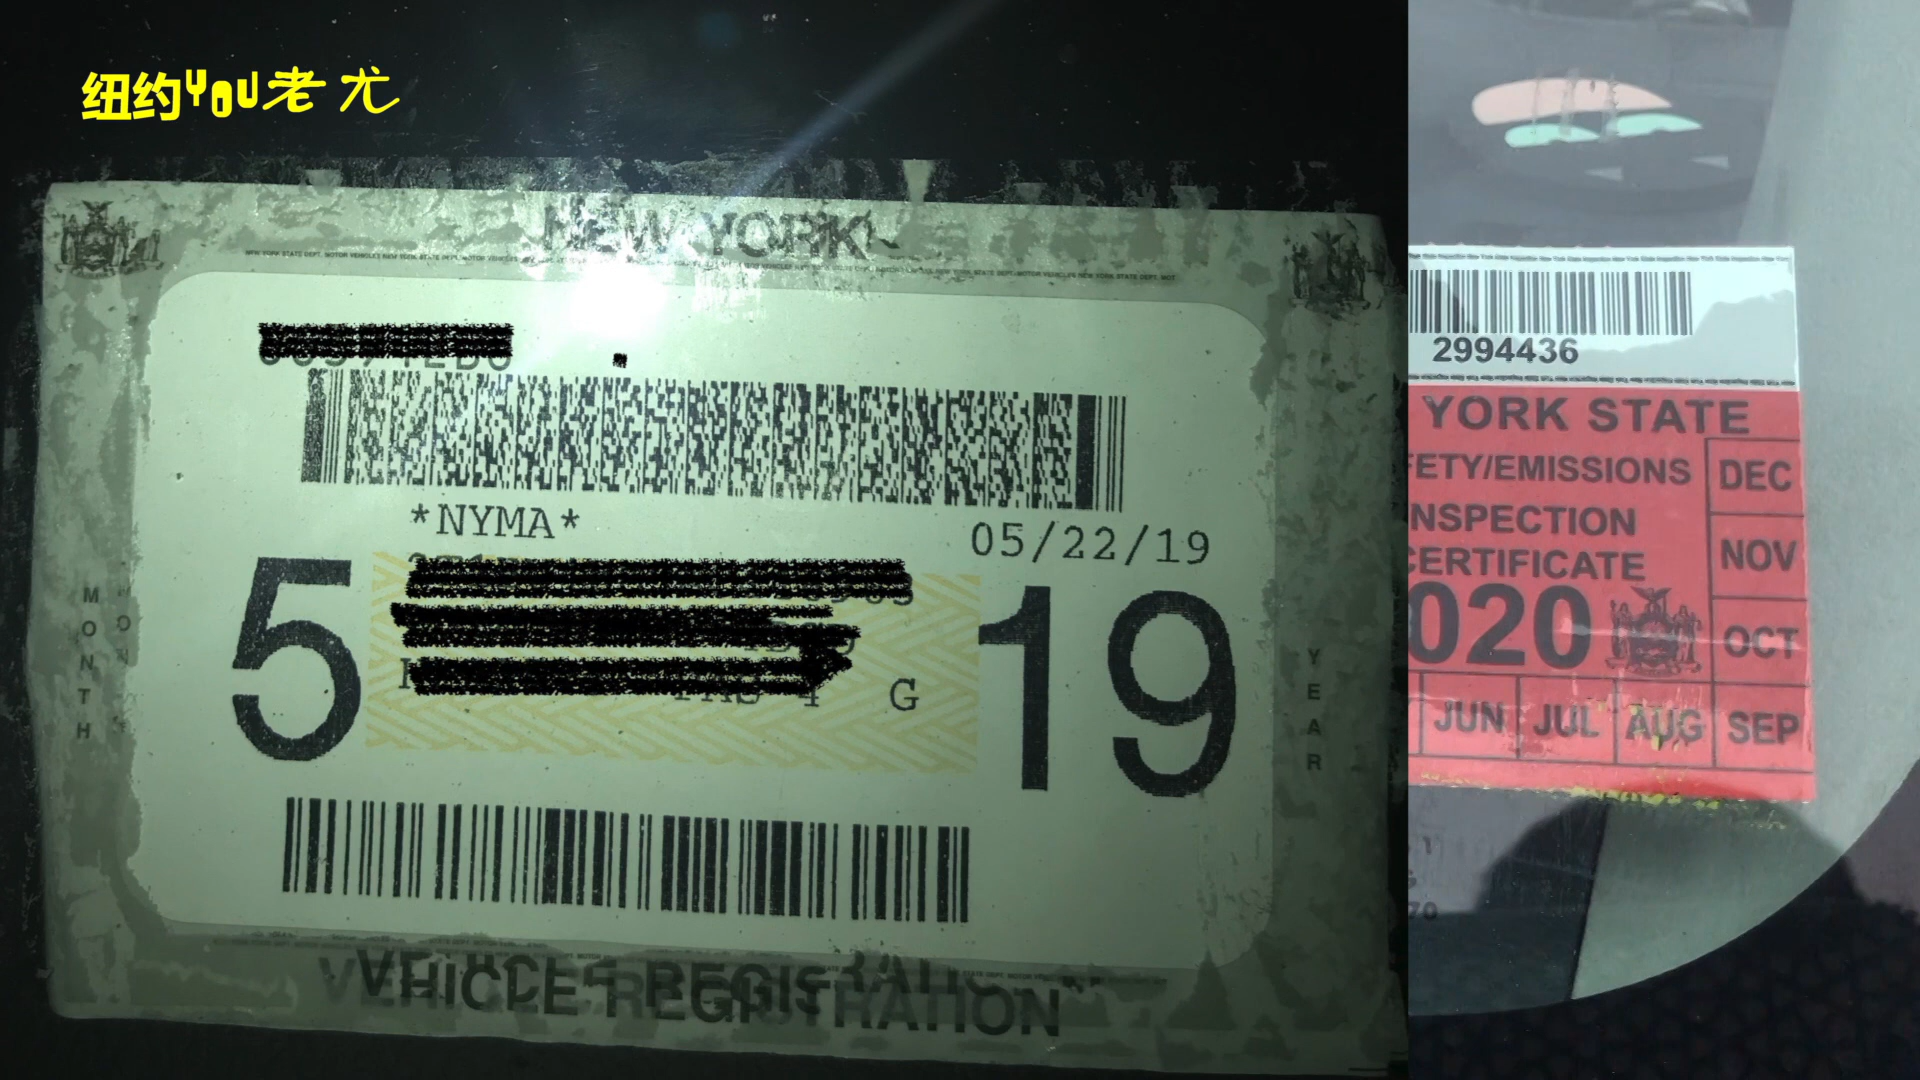 纽约YOU老尤
NEW YORK
*NYMA*
05/22/19
5
19
MONTH
YEAR
G
VEHICLE REGISTRATION
2994436
YORK STATE
FETY/EMISSIONS
NSPECTION
CERTIFICATE
020
DEC
NOV
OCT
JUN JUL AUG SEP